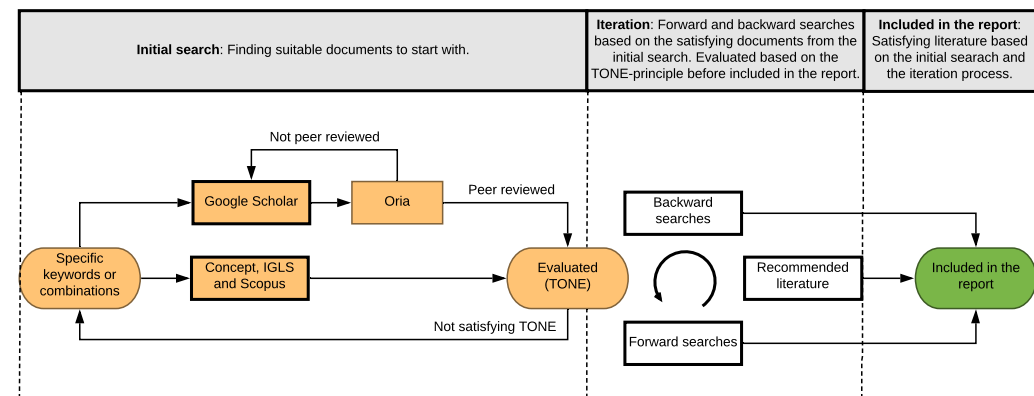 Initial search: Finding suitable documents to start with.
Iteration: Forward and backward searches
based on the satisfying documents from the
initial search. Evaluated based on the
TONE-principle before included in the report.
Included in the report:
Satisfying literature based
on the initial searach and
the iteration process.
Not peer reviewed
Google Scholar
Oria
Peer reviewed
Backward
searches
Specific
keywords or
combinations
Concept, IGLS
and Scopus
Evaluated
(TONE)
Recommended
literature
Included in the
report
Not satisfying TONE
Forward searches